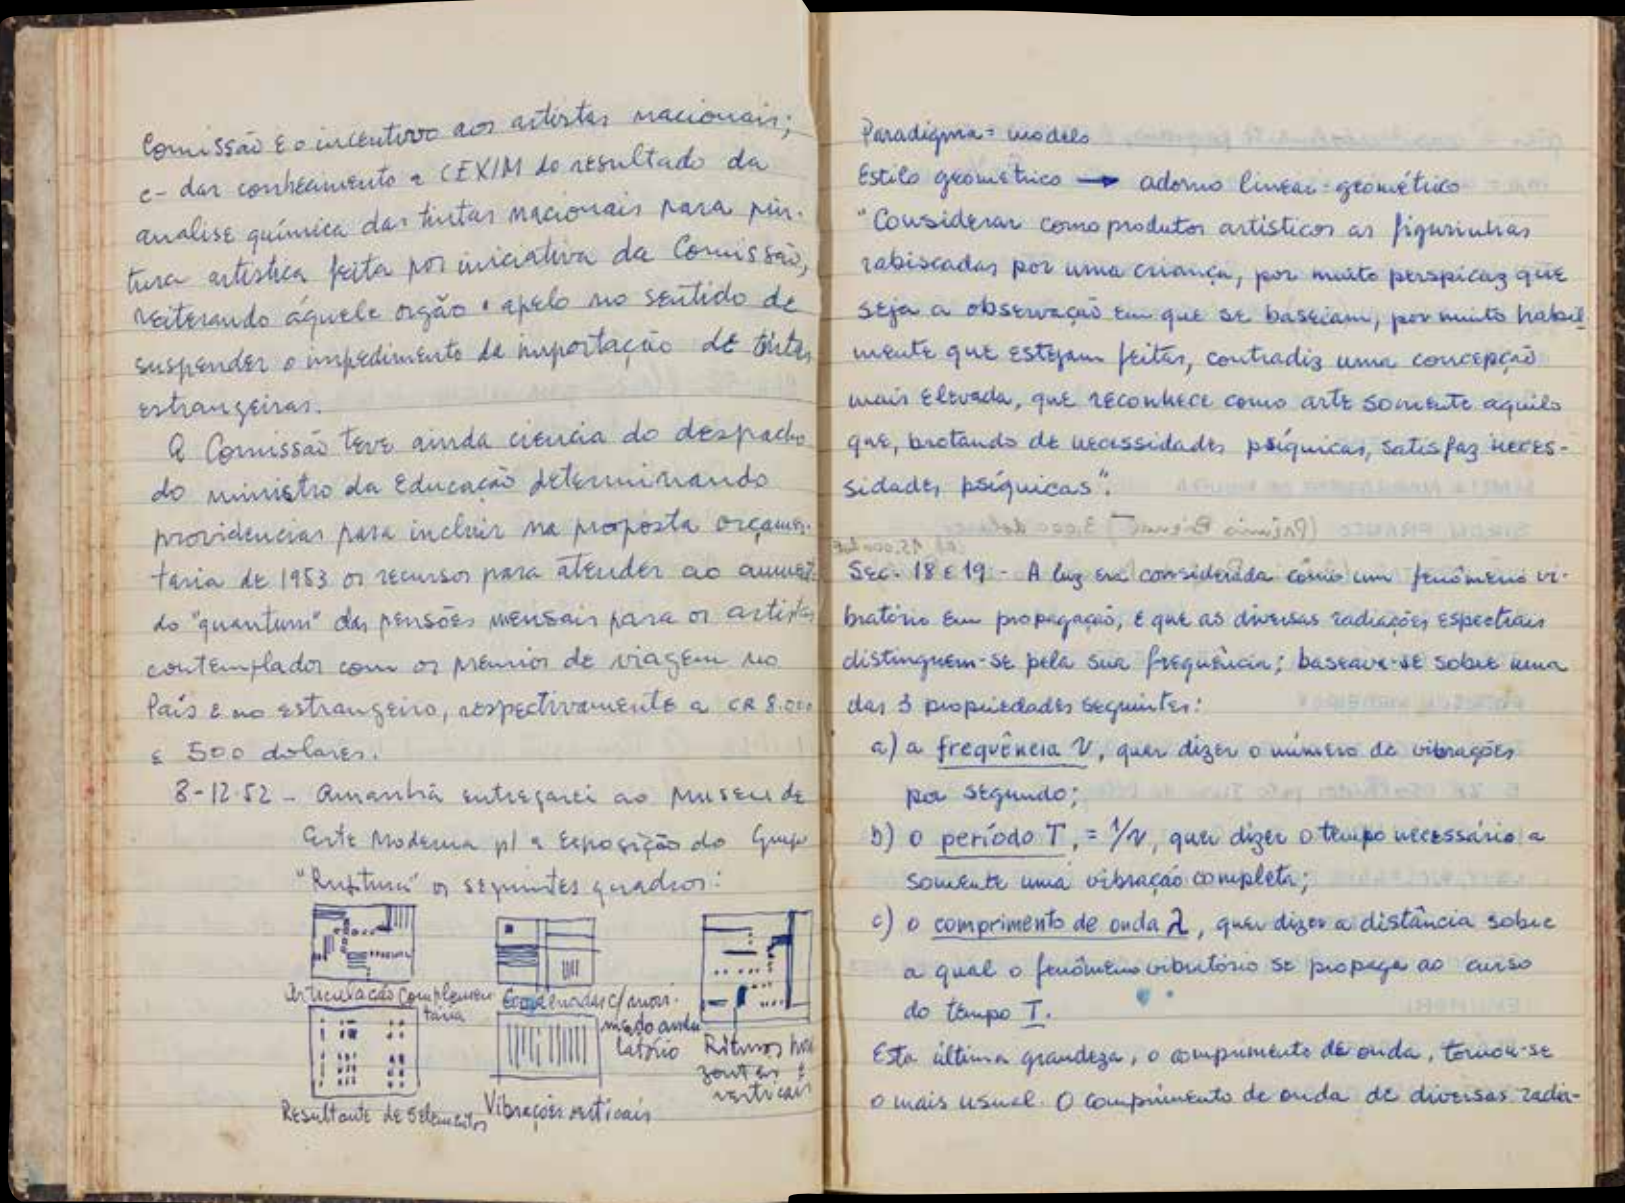 Comissão e o incentivo aos artistas nacionais;
c- dar conhecimento a CEXIM do resultado da
analise química das tintas nacionais para pin-
tura artistica feita por iniciativa da Comissão,
reiterando áquele orgão o apelo no sentido de
suspender o impedimento de importação de tintas
estrangeiras.
A Comissão teve ainda ciencia do despacho
do ministro da Educação determinando
providencias para incluir na proposta orçamen-
taria de 1953 os recursos para atender ao aumento
do "quantum" das pensões mensais para os artistas
contemplados com os premios de viagem no
País e no estrangeiro, respectivamente a CR 8.000
e 500 dolares.
8-12-52 - Amanhã entregarei ao Museu de
Arte Moderna p/ a Exposição do Grupo
"Ruptura" os seguintes quadros:
Articulação Complemen
tária
c/ movi-
mento ondu
latório
Ritmos hori
zontais e
verticais
Resultante de 5 elementos
Vibrações verticais
Paradigma = modelo
Estilo geométrico → adorno linear-geométrico
"Considerar como produtos artísticos as figurinhas
rabiscadas por uma criança, por muito perspicaz que
seja a observação em que se baseiam, por muito habil-
mente que estejam feitas, contradiz uma concepção
mais elevada, que reconhece como arte somente aquilo
que, brotando de necessidades psíquicas, satisfaz neces-
sidades psíquicas".
Sec. 18 e 19 - A luz era considerada como um fenômeno vi-
bratório em propagação, e que as diversas radiações espectrais
distinguem-se pela sua frequência; baseava-se sobre uma
das 3 propriedades seguintes:
a) a frequência ν, quer dizer o número de vibrações
por segundo;
b) o período T, = 1/ν, quer dizer o tempo necessário a
somente uma vibração completa;
c) o comprimento de onda λ, quer dizer a distância sobre
a qual o fenômeno vibratório se propaga ao curso
do tempo T.
Esta última grandeza, o comprimento de onda, tornou-se
o mais usual. O comprimento de onda de diversas radia-